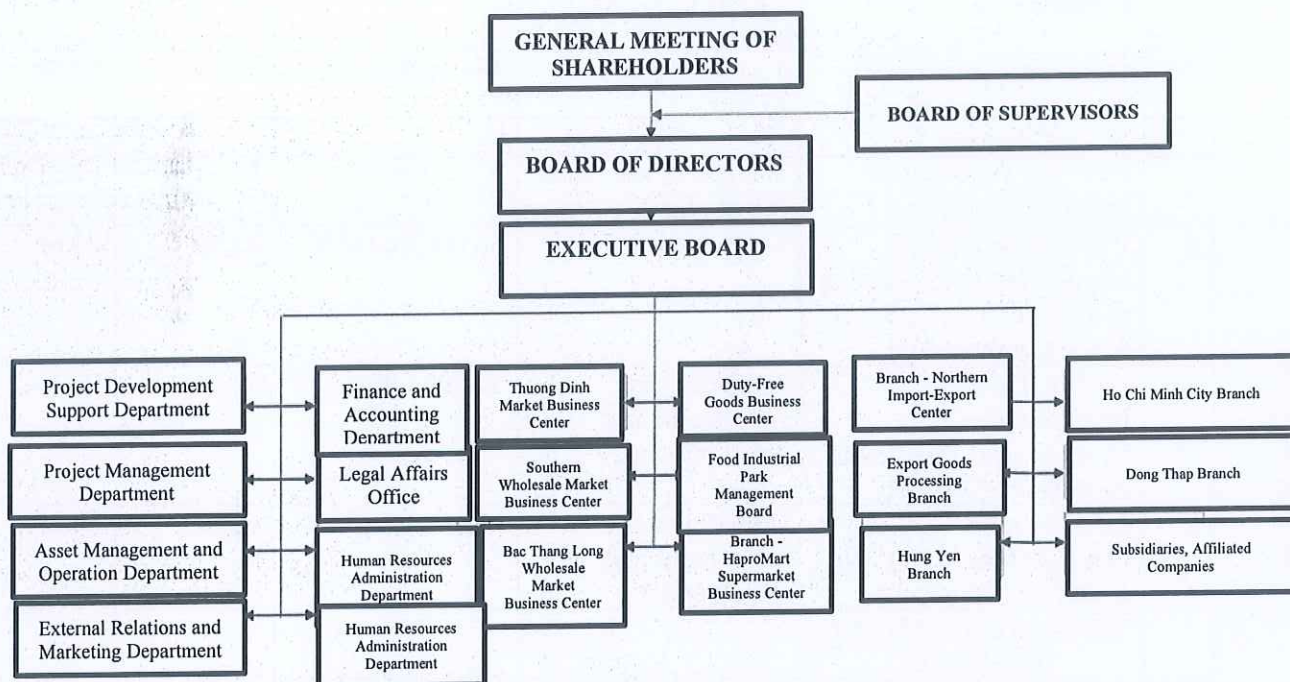 GENERAL MEETING OF
SHAREHOLDERS
BOARD OF SUPERVISORS
BOARD OF DIRECTORS
EXECUTIVE BOARD
Project Development
Support Department
Finance and
Accounting
Department
Thuong Dinh
Market Business
Center
Duty-Free
Goods Business
Center
Branch - Northern
Import-Export
Center
Ho Chi Minh City Branch
Project Management
Department
Legal Affairs
Office
Southern
Wholesale Market
Business Center
Food Industrial
Park
Management
Board
Export Goods
Processing
Branch
Dong Thap Branch
Asset Management and
Operation Department
Human Resources
Administration
Department
Bac Thang Long
Wholesale
Market
Business Center
Branch -
HaproMart
Supermarket
Business Center
Hung Yen
Branch
Subsidiaries, Affiliated
Companies
External Relations and
Marketing Department
Human Resources
Administration
Department